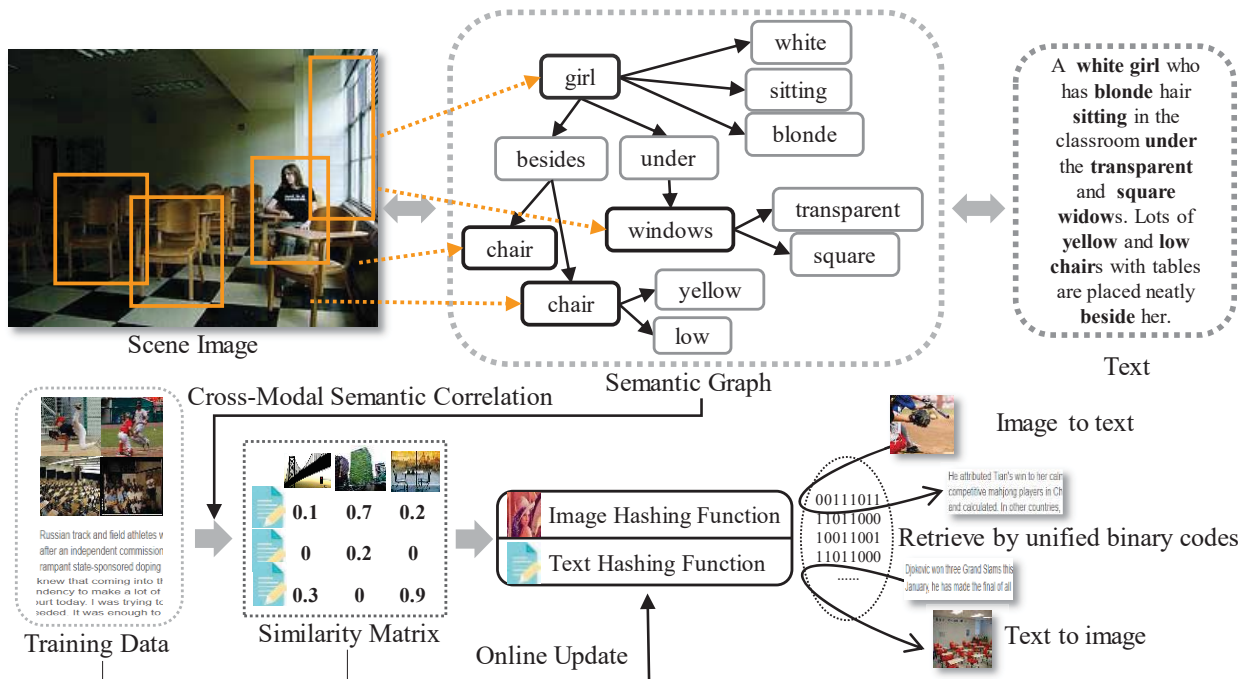 white
girl
sitting
blonde
besides
under
transparent
windows
chair
square
chair
yellow
low
Scene Image
Semantic Graph
A white girl who
has blonde hair
sitting in the
classroom under
the transparent
and square
widows. Lots of
yellow and low
chairs with tables
are placed neatly
beside her.
Text
Cross-Modal Semantic Correlation
Russian track and field athletes w
after an independent commission
rampant state-sponsored doping
knew that coming into th
ndency to make a lot of
ourt today. I was trying to
eeded. It was enough to
Training Data
0.1 0.7 0.2
0 0.2 0
0.3 0 0.9
Similarity Matrix
Image Hashing Function
Text Hashing Function
Online Update
00111011
11011000
10011001
11011000
......
Image to text
He attributed Tian's win to her calm
competitive mahjong players in Ch
and calculated. In other countries,
Retrieve by unified binary codes
Djokovic won three Grand Slams this
January, he has made the final of all
Text to image